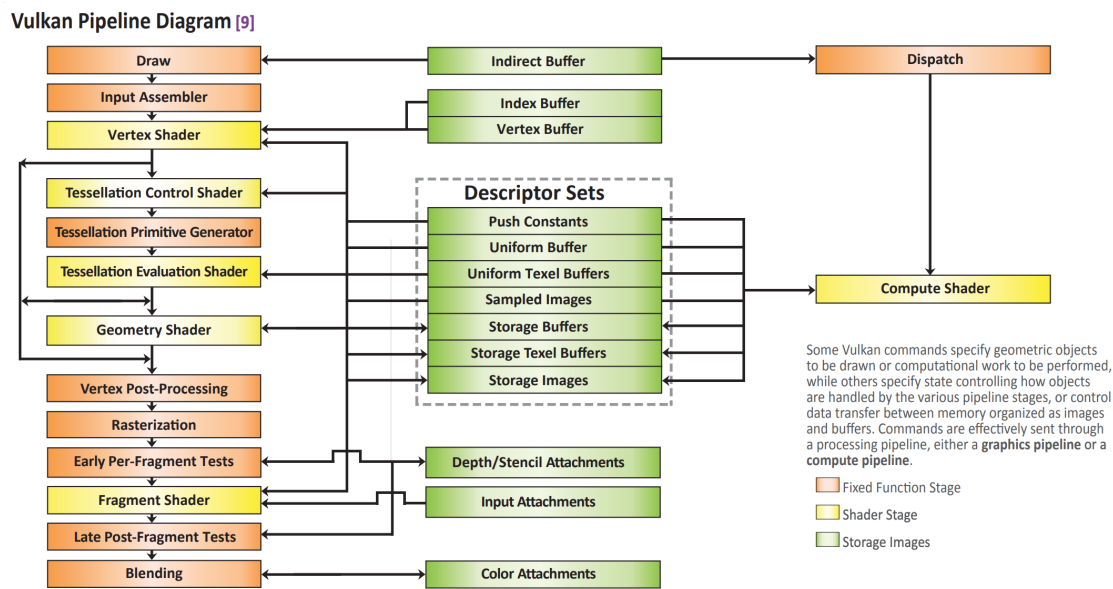 Vulkan Pipeline Diagram [9]
Draw
Input Assembler
Vertex Shader
Tessellation Control Shader
Tessellation Primitive Generator
Tessellation Evaluation Shader
Geometry Shader
Vertex Post-Processing
Rasterization
Early Per-Fragment Tests
Fragment Shader
Late Post-Fragment Tests
Blending
Indirect Buffer
Index Buffer
Vertex Buffer
Descriptor Sets
Push Constants
Uniform Buffer
Uniform Texel Buffers
Sampled Images
Storage Buffers
Storage Texel Buffers
Storage Images
Depth/Stencil Attachments
Input Attachments
Color Attachments
Dispatch
Compute Shader
Some Vulkan commands specify geometric objects
to be drawn or computational work to be performed,
while others specify state controlling how objects
are handled by the various pipeline stages, or control
data transfer between memory organized as images
and buffers. Commands are effectively sent through
a processing pipeline, either a graphics pipeline or a
compute pipeline.
Fixed Function Stage
Shader Stage
Storage Images